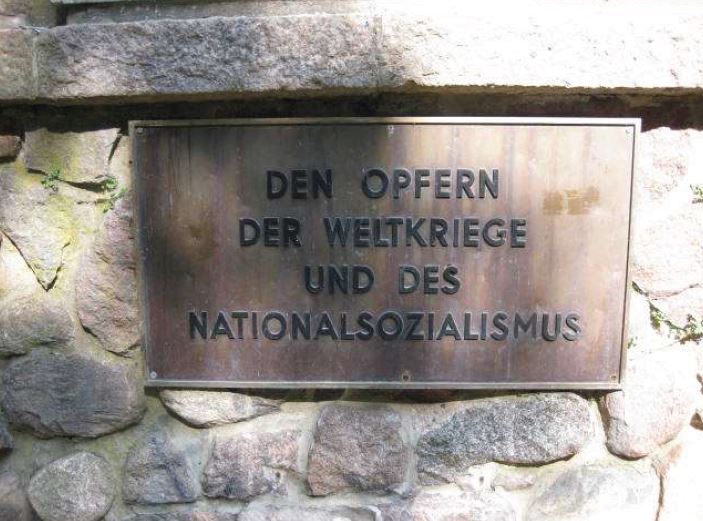 DEN OPFERN
DER WELTKRIEGE
UND DES
NATIONALSOZIALISMUS